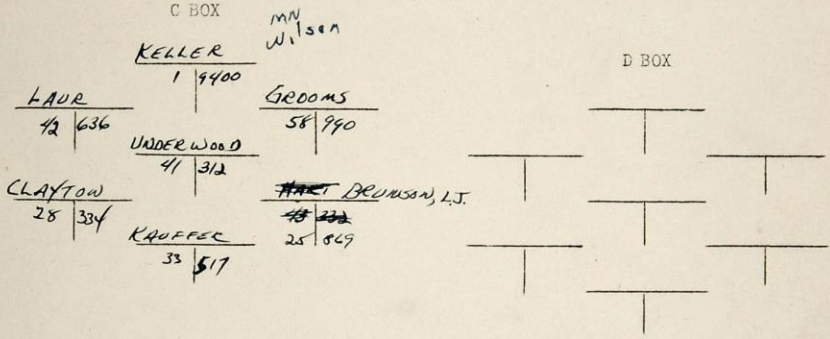 C BOX
MN
Wilson
KELLER
1 9400
D BOX
LAUR
42 636
GROOMS
58 990
UNDERWOOD
41 312
CLAYTON
28 334
HART BRUNSON, L.J.
43 332
25 869
KAUFFER
33 517